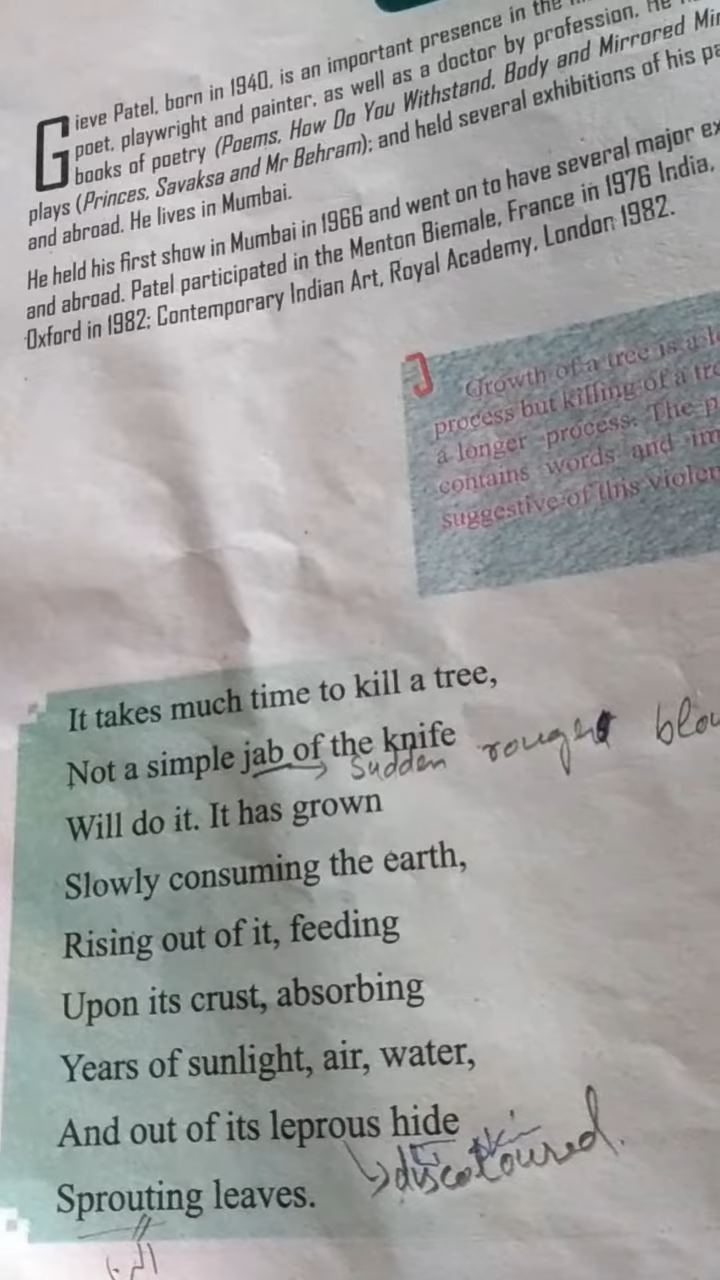 Gieve Patel, born in 1940, is an important presence in the
poet, playwright and painter, as well as a doctor by profession. He
books of poetry (Poems, How Do You Withstand, Body and Mirrored
plays (Princes, Savaksa and Mr Behram); and held several exhibitions of his
and abroad. He lives in Mumbai.
He held his first show in Mumbai in 1966 and went on to have several major
and abroad. Patel participated in the Menton Biemale, France in 1976 India,
Oxford in 1982; Contemporary Indian Art, Royal Academy, London 1982.
Growth of a tree is a
process but killing of a
a longer process. The
contains words and
suggestive of this
It takes much time to kill a tree,
Not a simple jab of the knife
Sudden
Will do it. It has grown
Slowly consuming the earth,
Rising out of it, feeding
Upon its crust, absorbing
Years of sunlight, air, water,
And out of its leprous hide
skin
discoloured.
Sprouting leaves.